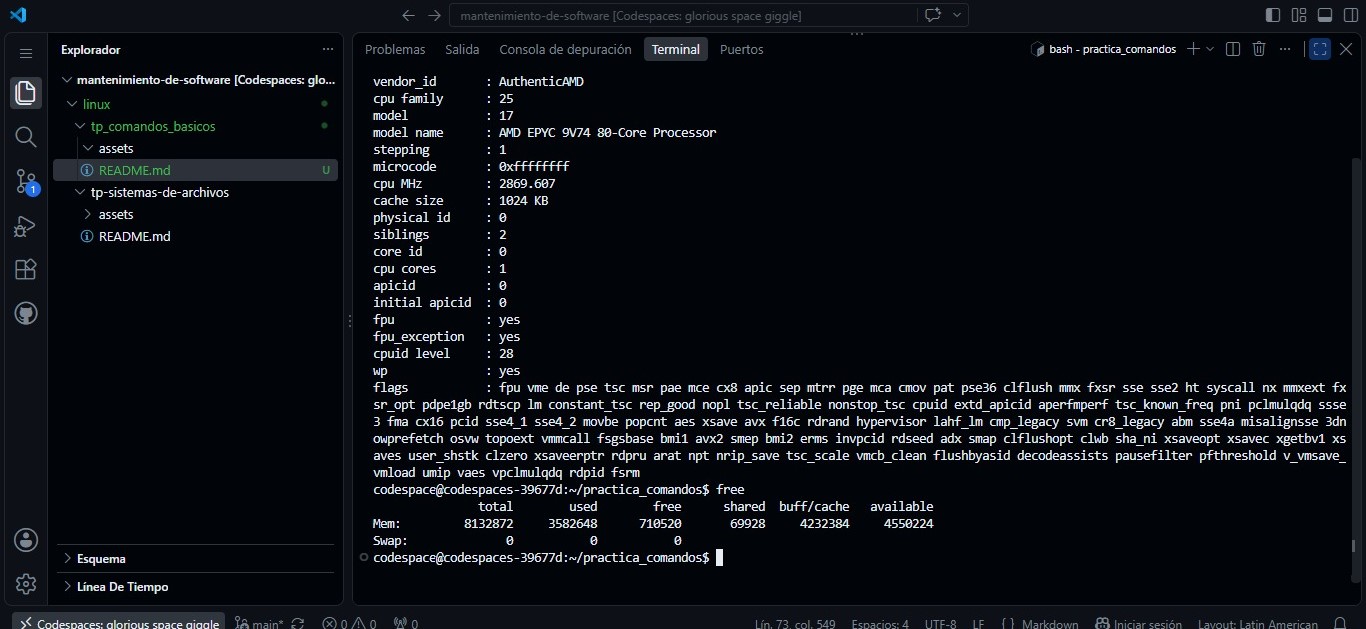 mantenimiento-de-software [Codespaces: glorious space giggle]
Explorador
mantenimiento-de-software [Codespaces: glo...
linux
tp_comandos_basicos
assets
README.md U
tp-sistemas-de-archivos
assets
README.md
1
Esquema
Línea De Tiempo
Problemas Salida Consola de depuración Terminal Puertos
bash - practica_comandos
vendor_id : AuthenticAMD
cpu family : 25
model : 17
model name : AMD EPYC 9V74 80-Core Processor
stepping : 1
microcode : 0xffffffff
cpu MHz : 2869.607
cache size : 1024 KB
physical id : 0
siblings : 2
core id : 0
cpu cores : 1
apicid : 0
initial apicid : 0
fpu : yes
fpu_exception : yes
cpuid level : 28
wp : yes
flags : fpu vme de pse tsc msr pae mce cx8 apic sep mtrr pge mca cmov pat pse36 clflush mmx fxsr sse sse2 ht syscall nx mmxext fx
sr_opt pdpe1gb rdtscp lm constant_tsc rep_good nopl tsc_reliable nonstop_tsc cpuid extd_apicid aperfmperf tsc_known_freq pni pclmulqdq ssse
3 fma cx16 pcid sse4_1 sse4_2 movbe popcnt aes xsave avx f16c rdrand hypervisor lahf_lm cmp_legacy svm cr8_legacy abm sse4a misalignsse 3dn
owprefetch osvw topoext vmmcall fsgsbase bmi1 avx2 smep bmi2 erms invpcid rdseed adx smap clflushopt clwb sha_ni xsaveopt xsavec xgetbv1 xs
aves user_shstk clzero xsaveerptr rdpru arat npt nrip_save tsc_scale vmcb_clean flushbyasid decodeassists pausefilter pfthreshold v_vmsave_
vmload umip vaes vpclmulqdq rdpid fsrm
codespace@codespaces-39677d:~/practica_comandos$ free
total used free shared buff/cache available
Mem: 8132872 3582648 710520 69928 4232384 4550224
Swap: 0 0 0
codespace@codespaces-39677d:~/practica_comandos$
Codespaces: glorious space giggle main* 0 0 0 Lín. 73, col. 549 Espacios: 4 UTF-8 LF { } Markdown Iniciar sesión Layout: Latin American